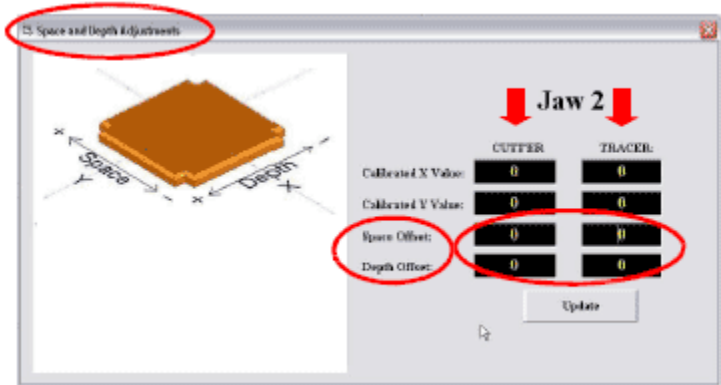 Space and Depth Adjustments
Jaw 2
CUTTER TRACER:
Calibrated X Value: 0 0
Calibrated Y Value: 0 0
Space Offset: 0 0
Depth Offset: 0 0
Update
+ Space -
Y
+ Depth -
X